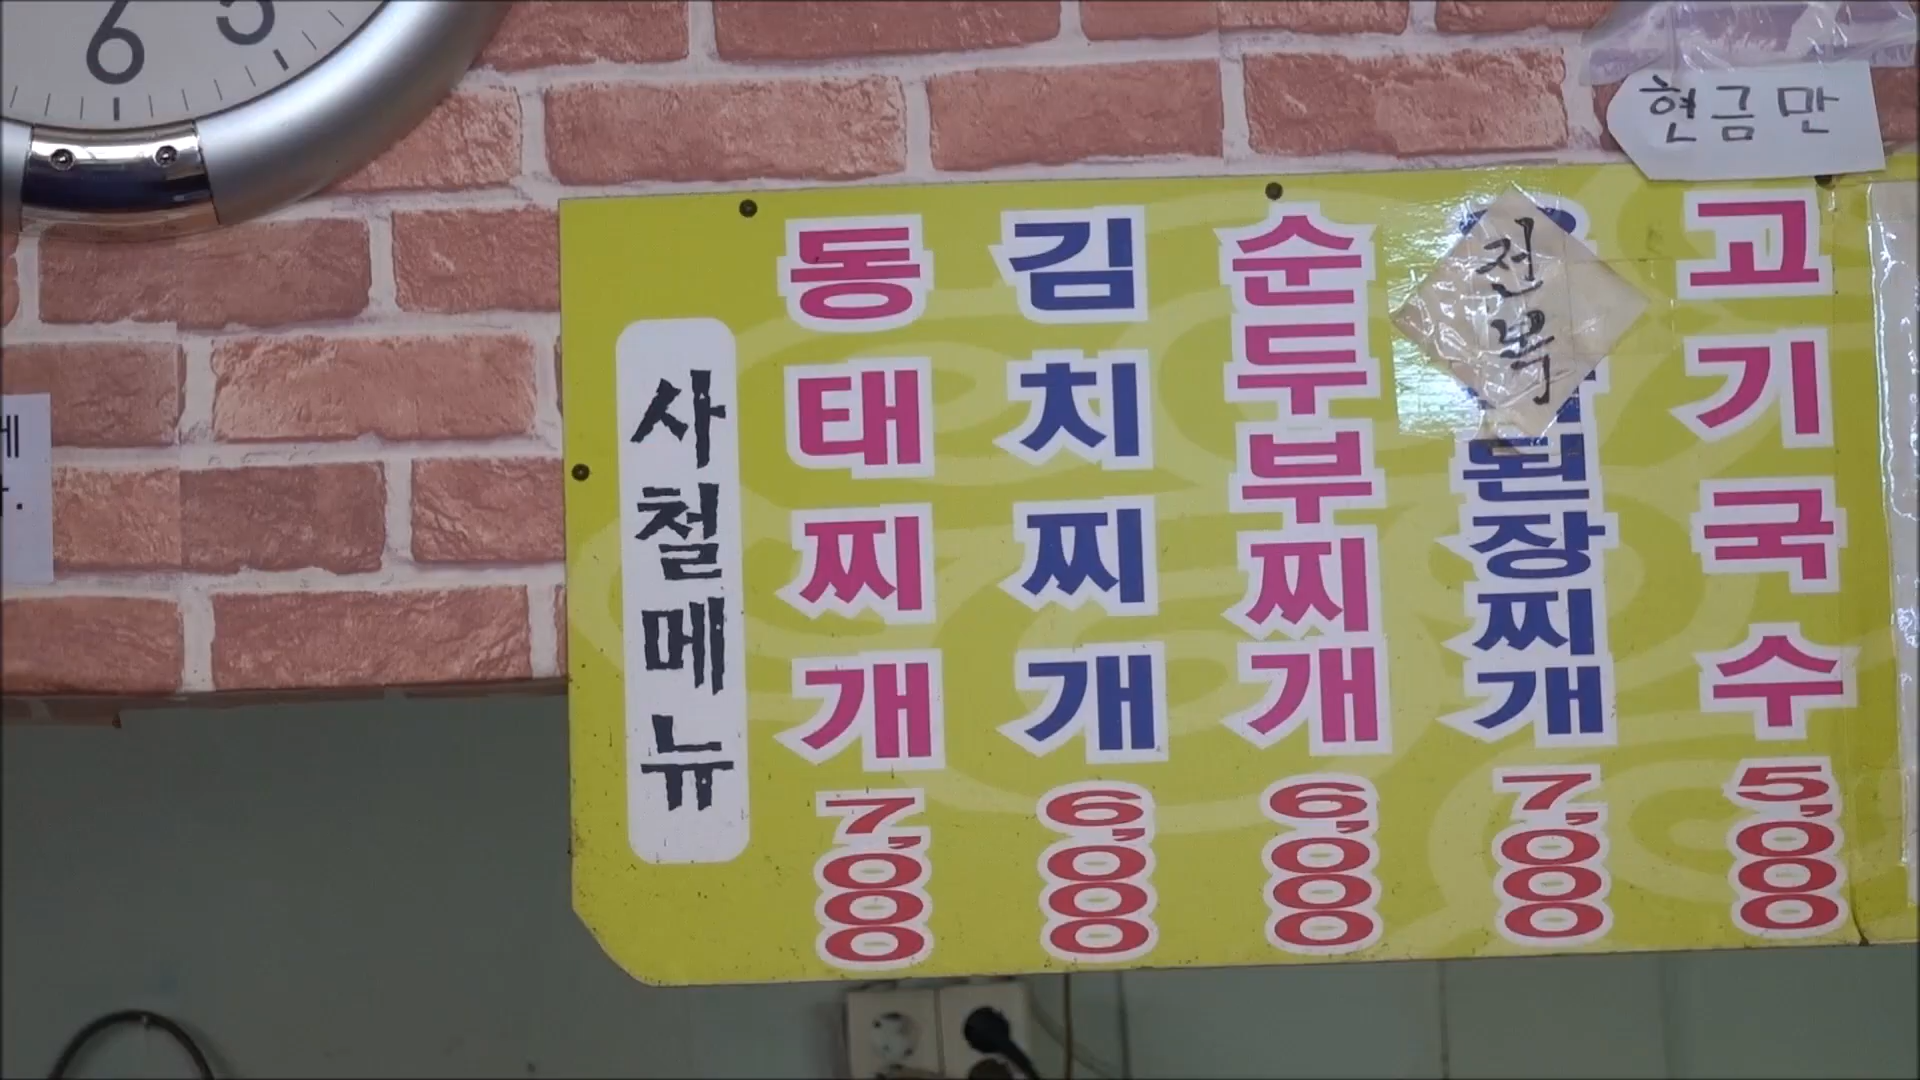 6
5
현금만
사철메뉴
동태찌개 7,000
김치찌개 6,000
순두부찌개 6,000
전복
된장찌개 7,000
고기국수 5,000